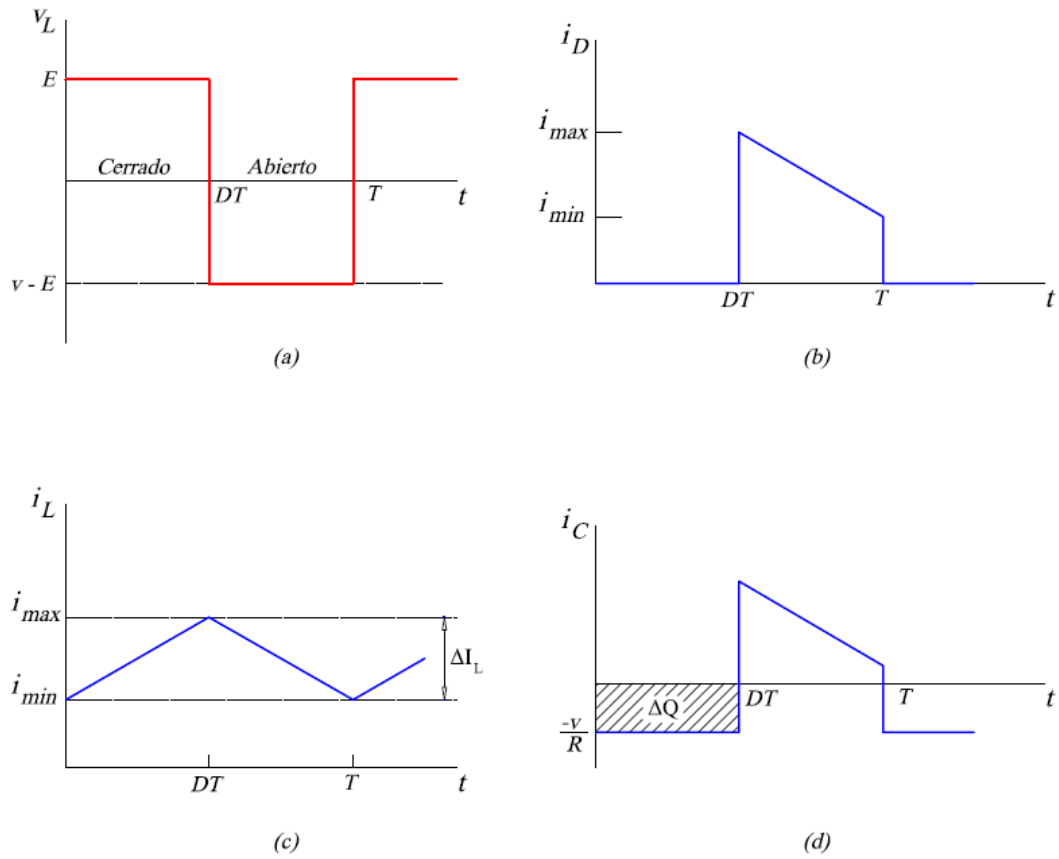 v_L
E
Cerrado
Abierto
DT
T
t
v - E
(a)
i_D
i_max
i_min
DT
T
t
(b)
i_L
i_max
i_min
ΔI_L
DT
T
t
(c)
i_C
ΔQ
DT
T
t
-v
R
(d)